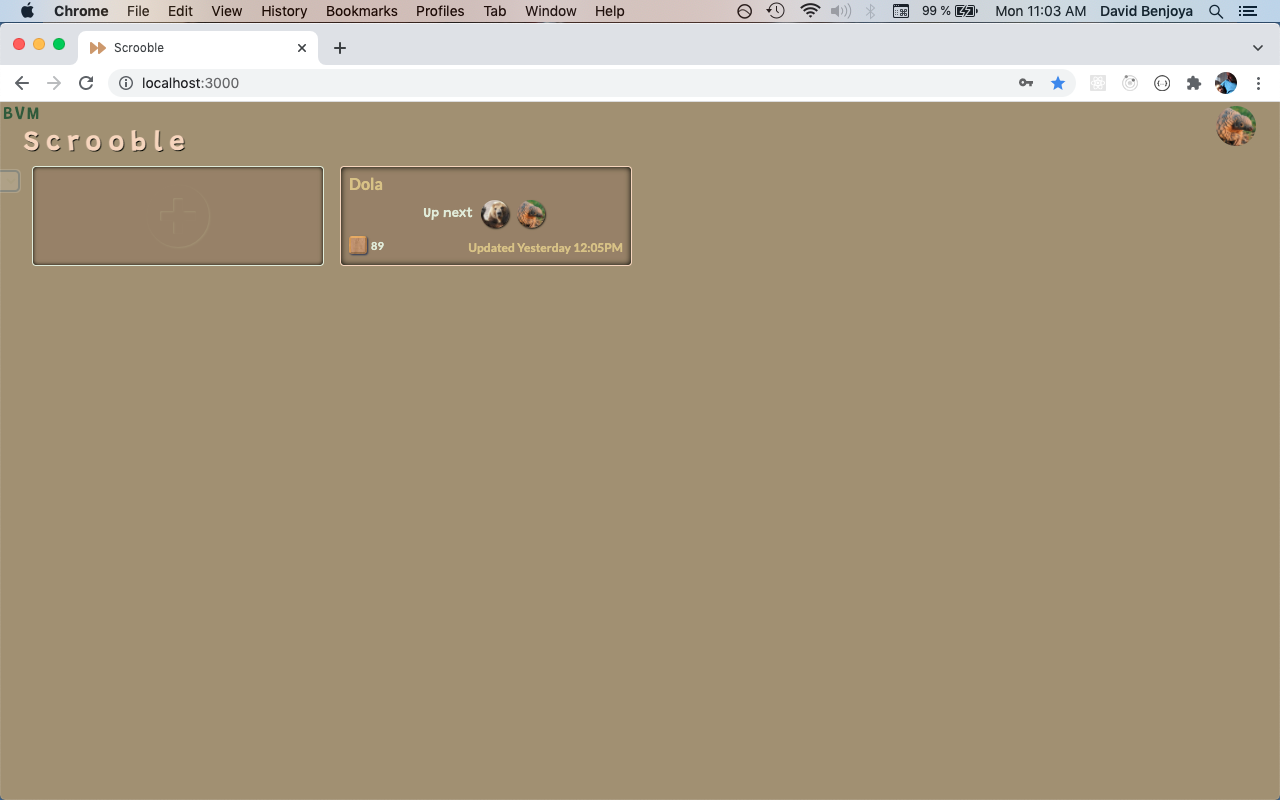 Chrome File Edit View History Bookmarks Profiles Tab Window Help 99 % Mon 11:03 AM David Benjoya
Scrooble
localhost:3000
BVM
Scrooble
Dola
Up next
89 Updated Yesterday 12:05PM